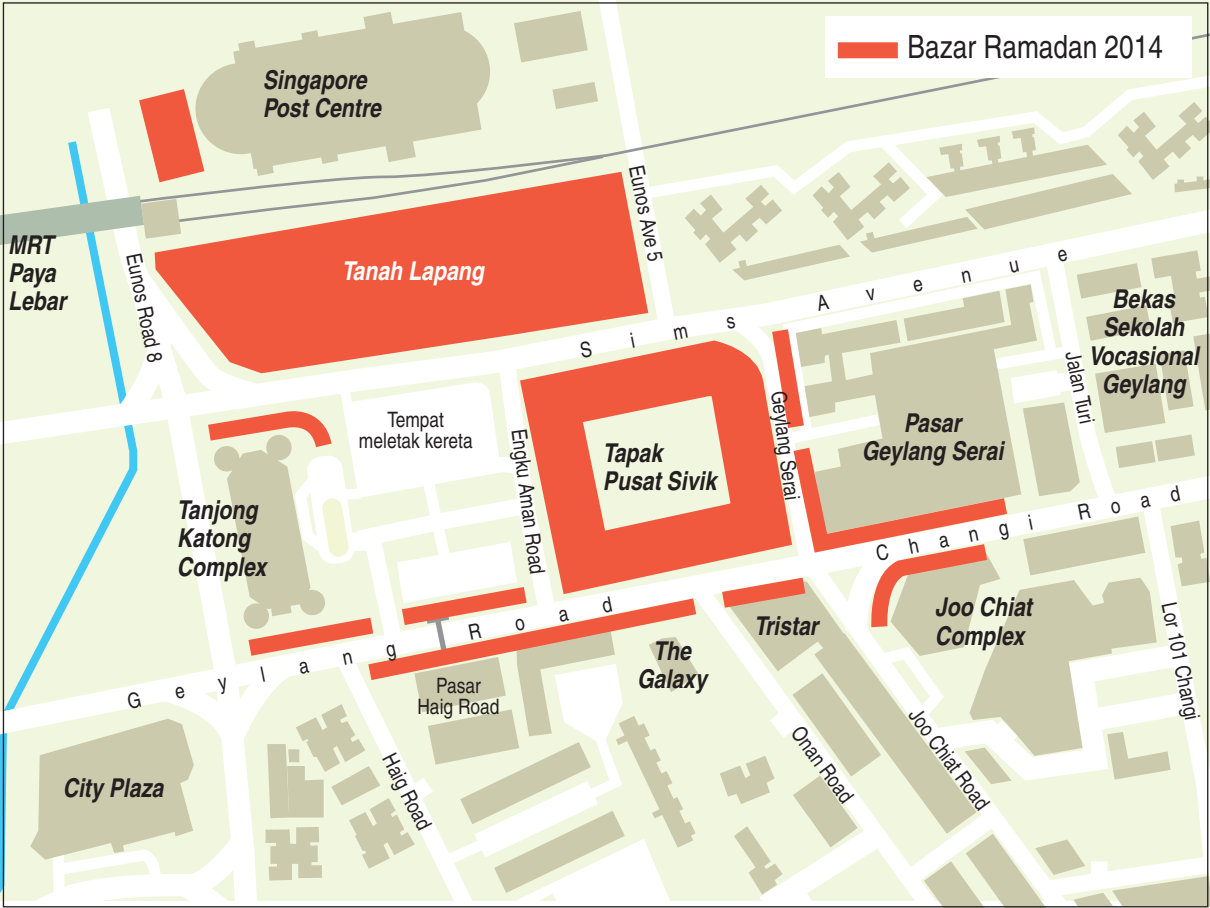 Bazar Ramadan 2014
Singapore
Post Centre
MRT
Paya
Lebar
Eunos Road 8
Tanah Lapang
Eunos Ave 5
Sims Avenue
Bekas
Sekolah
Vocasional
Geylang
Jalan Turi
Tempat
meletak kereta
Engku Aman Road
Tapak
Pusat Sivik
Geylang Serai
Pasar
Geylang Serai
Tanjong
Katong
Complex
Changi Road
Geylang Road
Tristar
Joo Chiat
Complex
Lor 101 Changi
The
Galaxy
Pasar
Haig Road
City Plaza
Haig Road
Onan Road
Joo Chiat Road